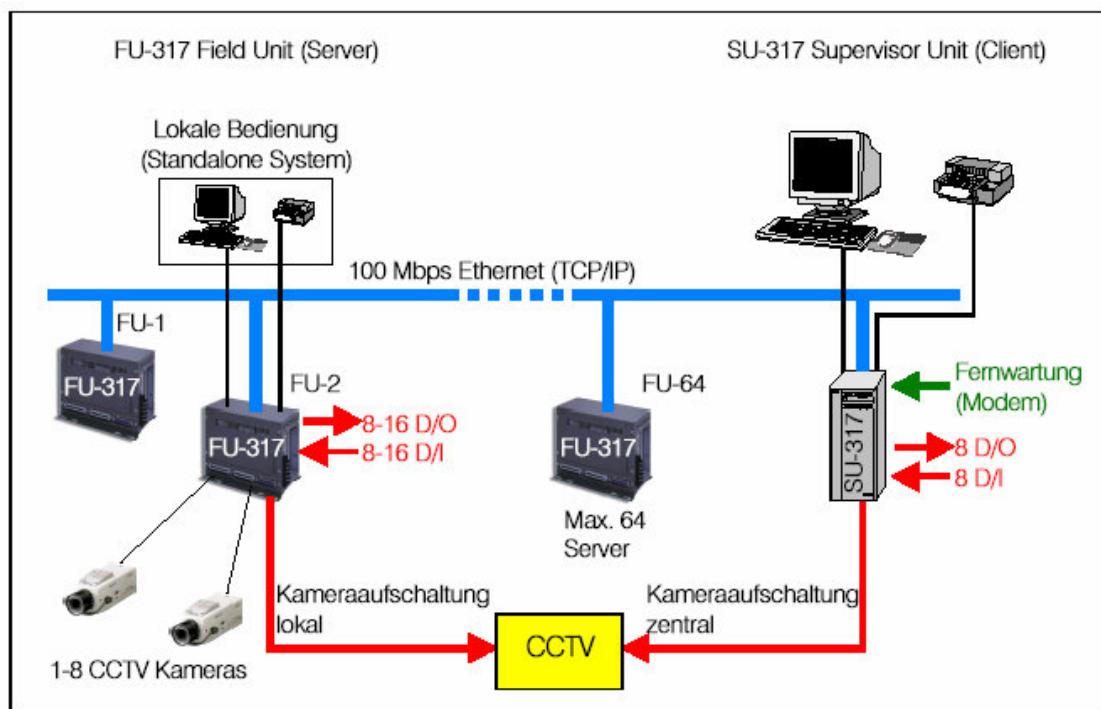 FU-317 Field Unit (Server)
SU-317 Supervisor Unit (Client)
Lokale Bedienung
(Standalone System)
100 Mbps Ethernet (TCP/IP)
FU-1
FU-317
FU-2
FU-317
8-16 D/O
8-16 D/I
FU-64
FU-317
Max. 64
Server
Fernwartung
(Modem)
SU-317
8 D/O
8 D/I
Kameraaufschaltung
lokal
Kameraaufschaltung
zentral
CCTV
1-8 CCTV Kameras